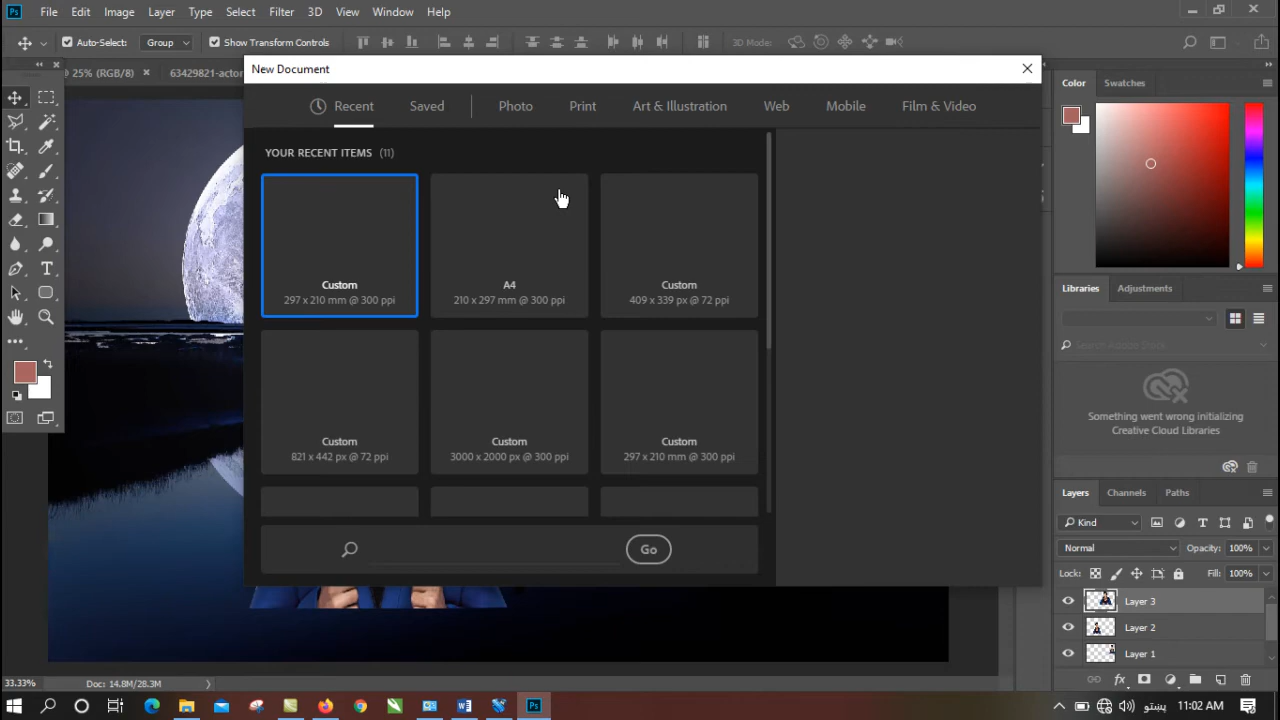 Ps File Edit Image Layer Type Select Filter 3D View Window Help
Auto-Select: Group Show Transform Controls 3D Mode:
@ 25% (RGB/8) × 63429821-actor
New Document
Recent Saved Photo Print Art & Illustration Web Mobile Film & Video
YOUR RECENT ITEMS (11)
Custom A4 Custom
297 x 210 mm @ 300 ppi 210 x 297 mm @ 300 ppi 409 x 339 px @ 72 ppi
Custom Custom Custom
821 x 442 px @ 72 ppi 3000 x 2000 px @ 300 ppi 297 x 210 mm @ 300 ppi
Go
Color Swatches
Libraries Adjustments
Search Adobe Stock
Something went wrong initializing
Creative Cloud Libraries
Layers Channels Paths
Kind
Normal Opacity: 100%
Lock: Fill: 100%
Layer 3
Layer 2
Layer 1
33.33% Doc: 14.8M/28.3M
Ps پښتو 11:02 AM